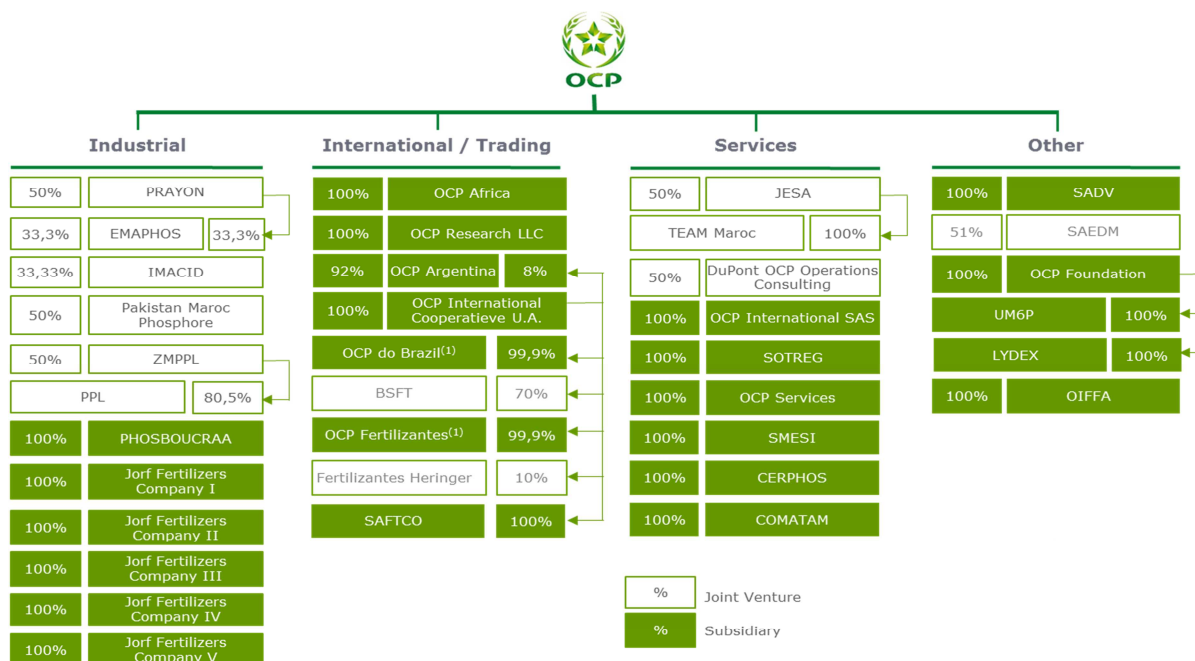 OCP
Industrial
50% PRAYON
33,3% EMAPHOS 33,3%
33,33% IMACID
50% Pakistan Maroc
Phosphore
50% ZMPPL
PPL 80,5%
100% PHOSBOUCRAA
100% Jorf Fertilizers
Company I
100% Jorf Fertilizers
Company II
100% Jorf Fertilizers
Company III
100% Jorf Fertilizers
Company IV
100% Jorf Fertilizers
Company V
International / Trading
100% OCP Africa
100% OCP Research LLC
92% OCP Argentina 8%
100% OCP International
Cooperatieve U.A.
OCP do Brazil(1) 99,9%
BSFT 70%
OCP Fertilizantes(1) 99,9%
Fertilizantes Heringer 10%
SAFTCO 100%
Services
50% JESA
TEAM Maroc 100%
50% DuPont OCP Operations
Consulting
100% OCP International SAS
100% SOTREG
100% OCP Services
100% SMESI
100% CERPHOS
100% COMATAM
% Joint Venture
% Subsidiary
Other
100% SADV
51% SAEDM
100% OCP Foundation
UM6P 100%
LYDEX 100%
100% OIFFA